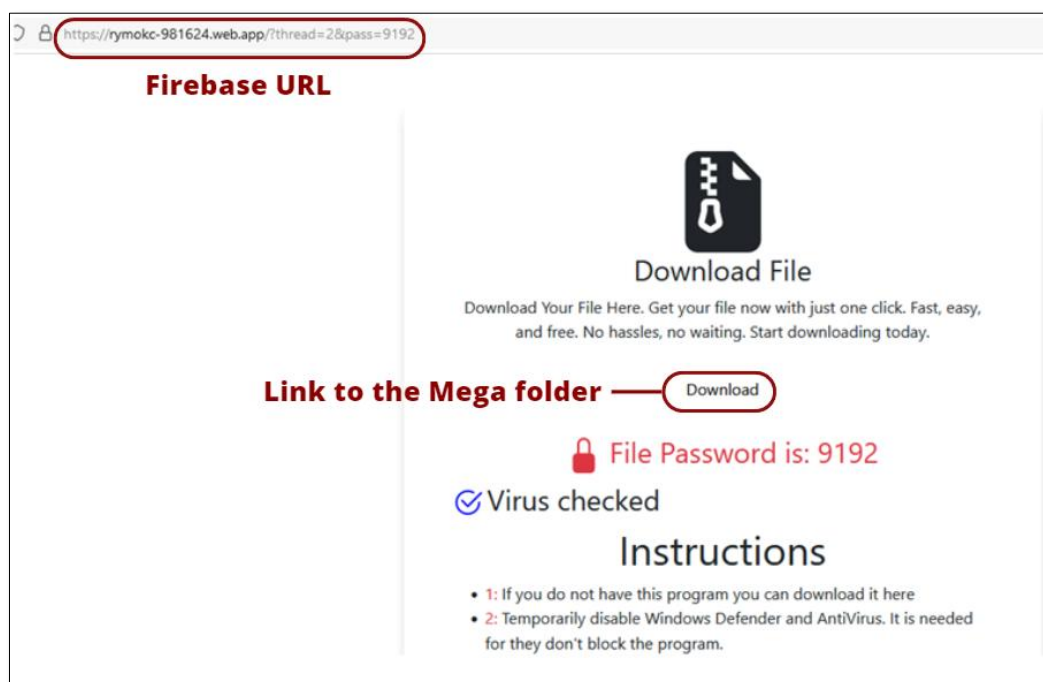 https://rymokc-981624.web.app/?thread=2&pass=9192
Firebase URL
Download File
Download Your File Here. Get your file now with just one click. Fast, easy,
and free. No hassles, no waiting. Start downloading today.
Link to the Mega folder
Download
File Password is: 9192
Virus checked
Instructions
• 1: If you do not have this program you can download it here
• 2: Temporarily disable Windows Defender and AntiVirus. It is needed
for they don't block the program.